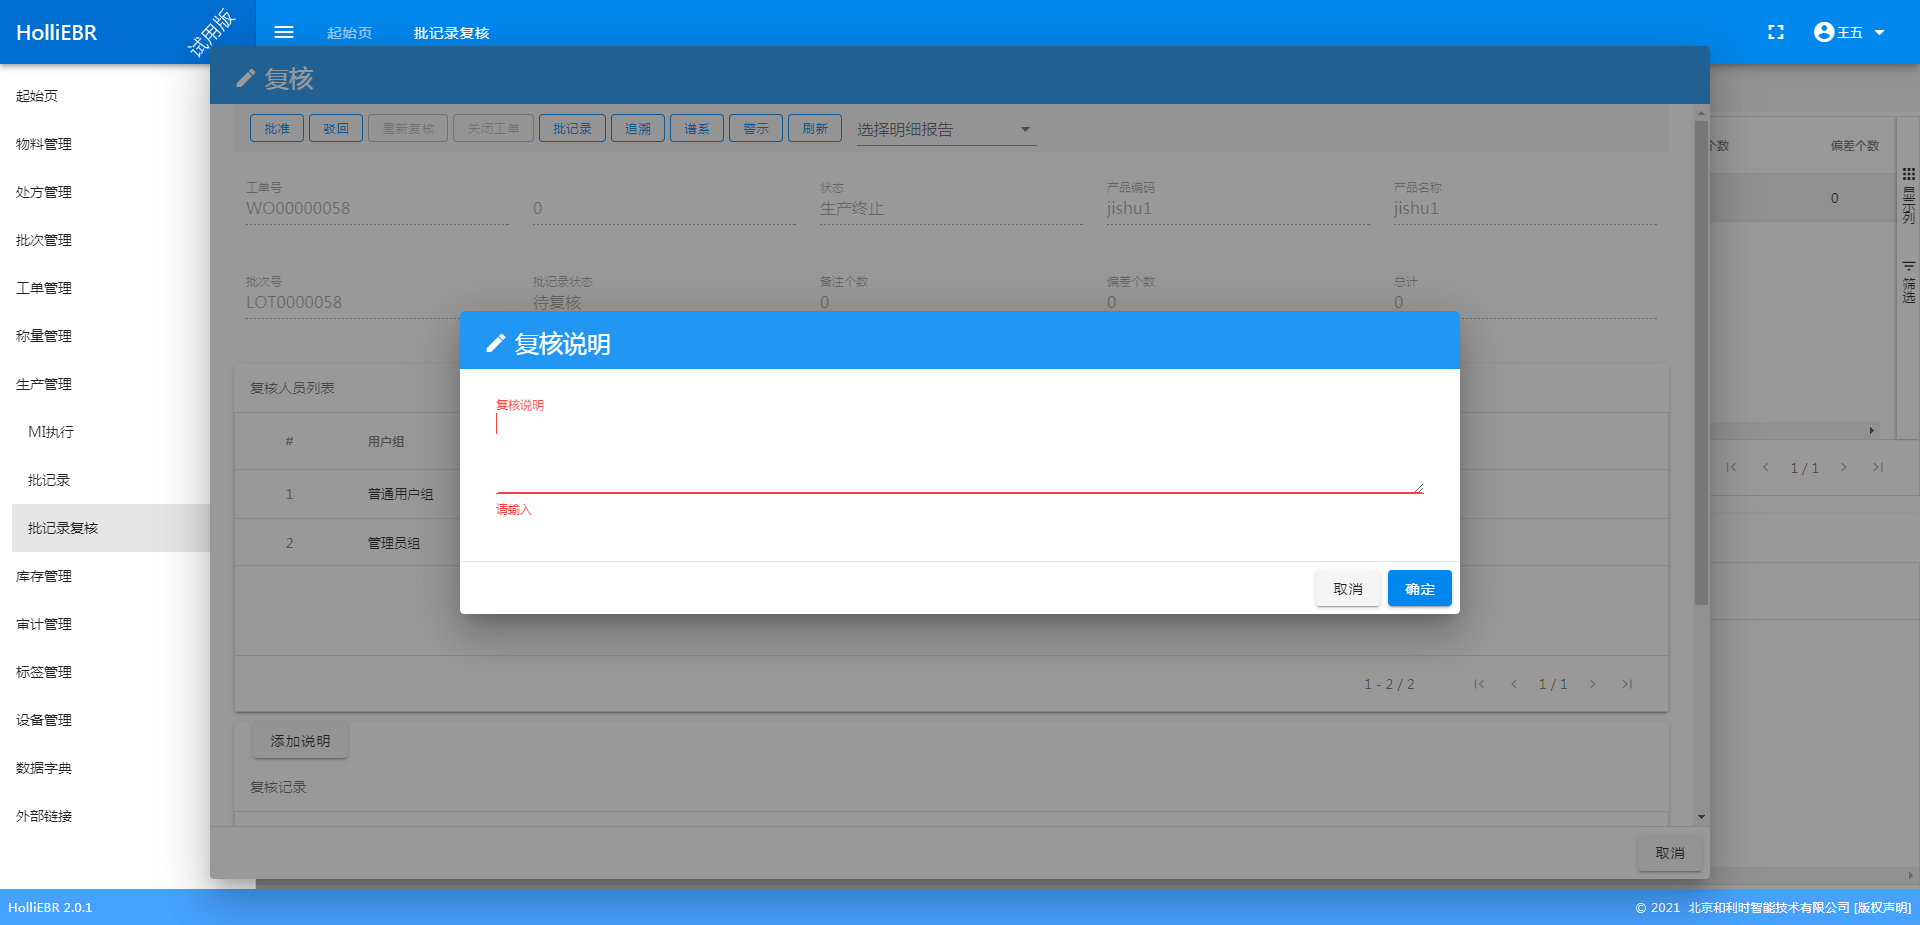 HolliEBR
试用版
起始页
批记录复核
王五
起始页
物料管理
处方管理
批次管理
工单管理
称量管理
生产管理
MI执行
批记录
批记录复核
库存管理
审计管理
标签管理
设备管理
数据字典
外部链接
复核
批准 驳回 重新复核 关闭工单 批记录 追溯 谱系 警示 刷新 选择明细报告
工单号 状态 产品编码 产品名称
WO00000058 0 生产终止 jishu1 jishu1
批次号 批记录状态 备注个数 偏差个数 总计
LOT0000058 待复核 0 0 0
复核人员列表
# 用户组
1 普通用户组
2 管理员组
1 - 2 / 2 1 / 1
添加说明
复核记录
取消
复核说明
复核说明
请输入
取消 确定
个数 偏差个数
0
显示列
筛选
1 / 1
HolliEBR 2.0.1
© 2021 北京和利时智能技术有限公司 [版权声明]